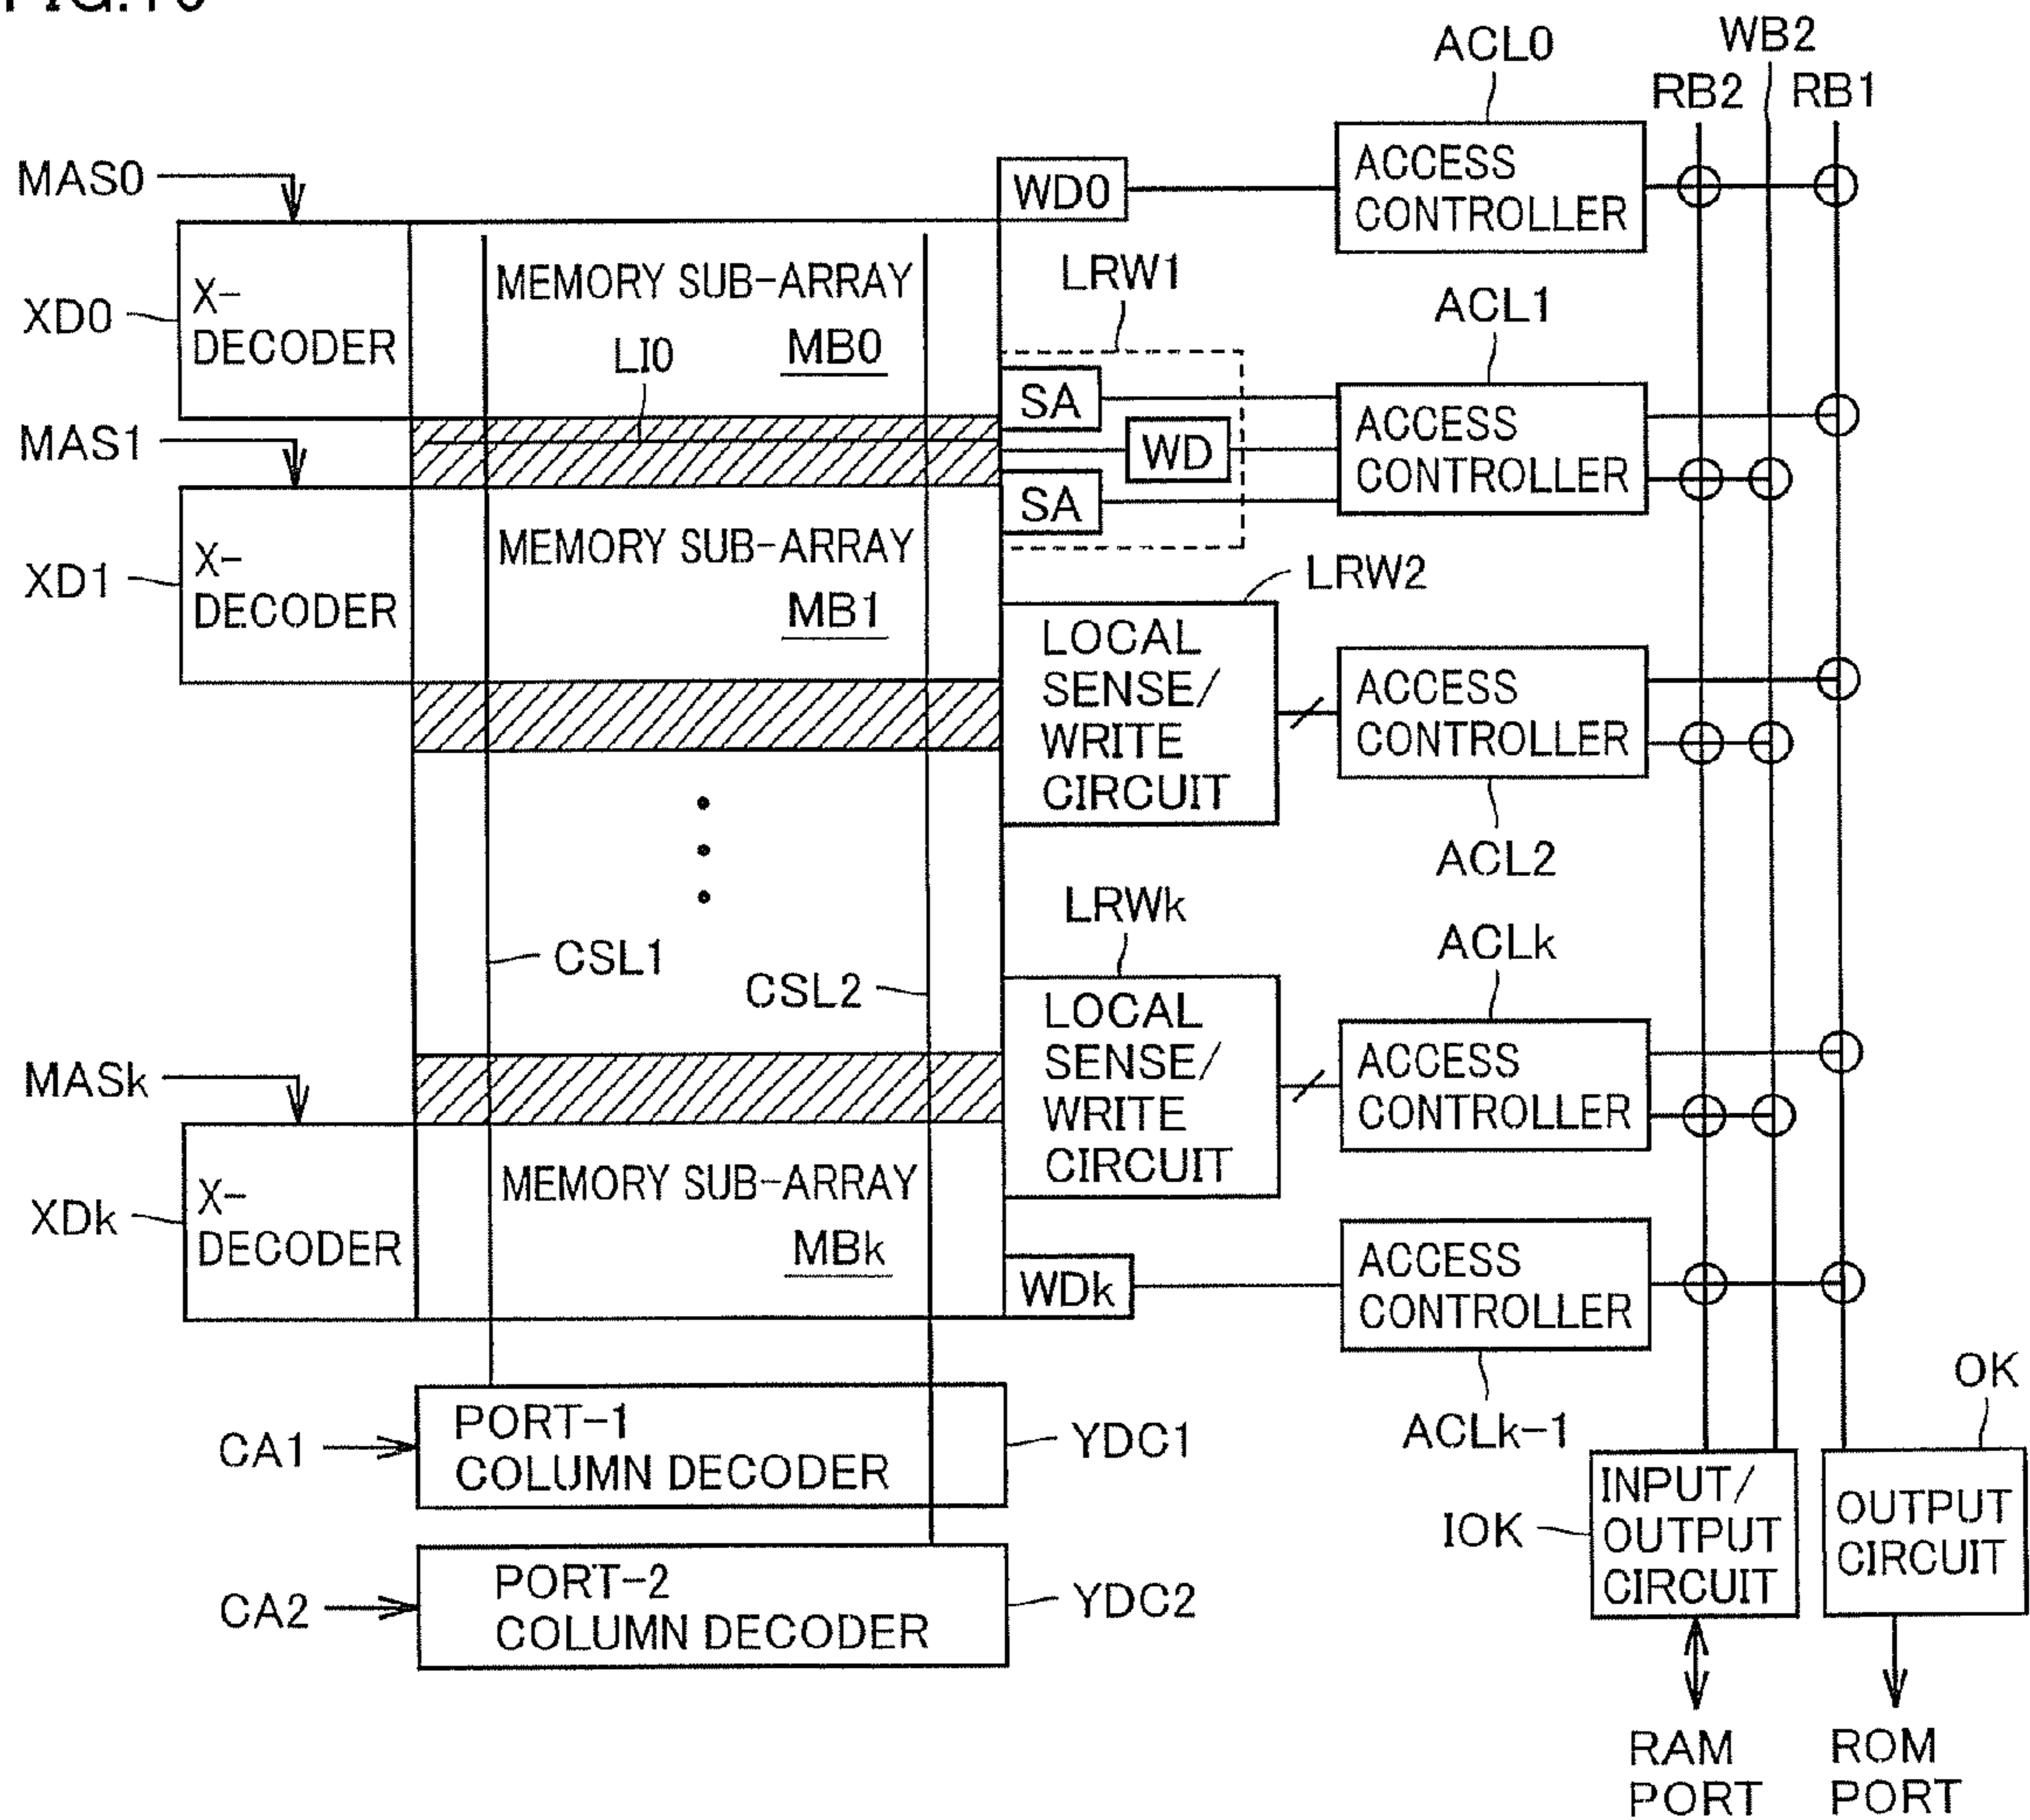 ACL0
WB2
RB2
RB1
MAS0
WD0
ACCESS
CONTROLLER
XD0
X-
DECODER
MEMORY SUB-ARRAY
MB0
LI0
LRW1
ACL1
SA
WD
SA
ACCESS
CONTROLLER
MAS1
XD1
X-
DECODER
MEMORY SUB-ARRAY
MB1
LRW2
LOCAL
SENSE/
WRITE
CIRCUIT
ACCESS
CONTROLLER
ACL2
CSL1
CSL2
LRWk
ACLk
LOCAL
SENSE/
WRITE
CIRCUIT
ACCESS
CONTROLLER
MASk
XDk
X-
DECODER
MEMORY SUB-ARRAY
MBk
WDk
ACCESS
CONTROLLER
ACLk-1
OK
CA1
PORT-1
COLUMN DECODER
YDC1
IOK
INPUT/
OUTPUT
CIRCUIT
OUTPUT
CIRCUIT
CA2
PORT-2
COLUMN DECODER
YDC2
RAM
PORT
ROM
PORT